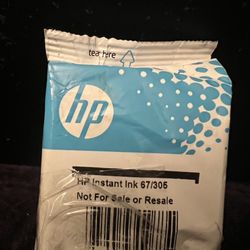 tear here
hp
HP Instant Ink 67/305
Not For Sale or Resale